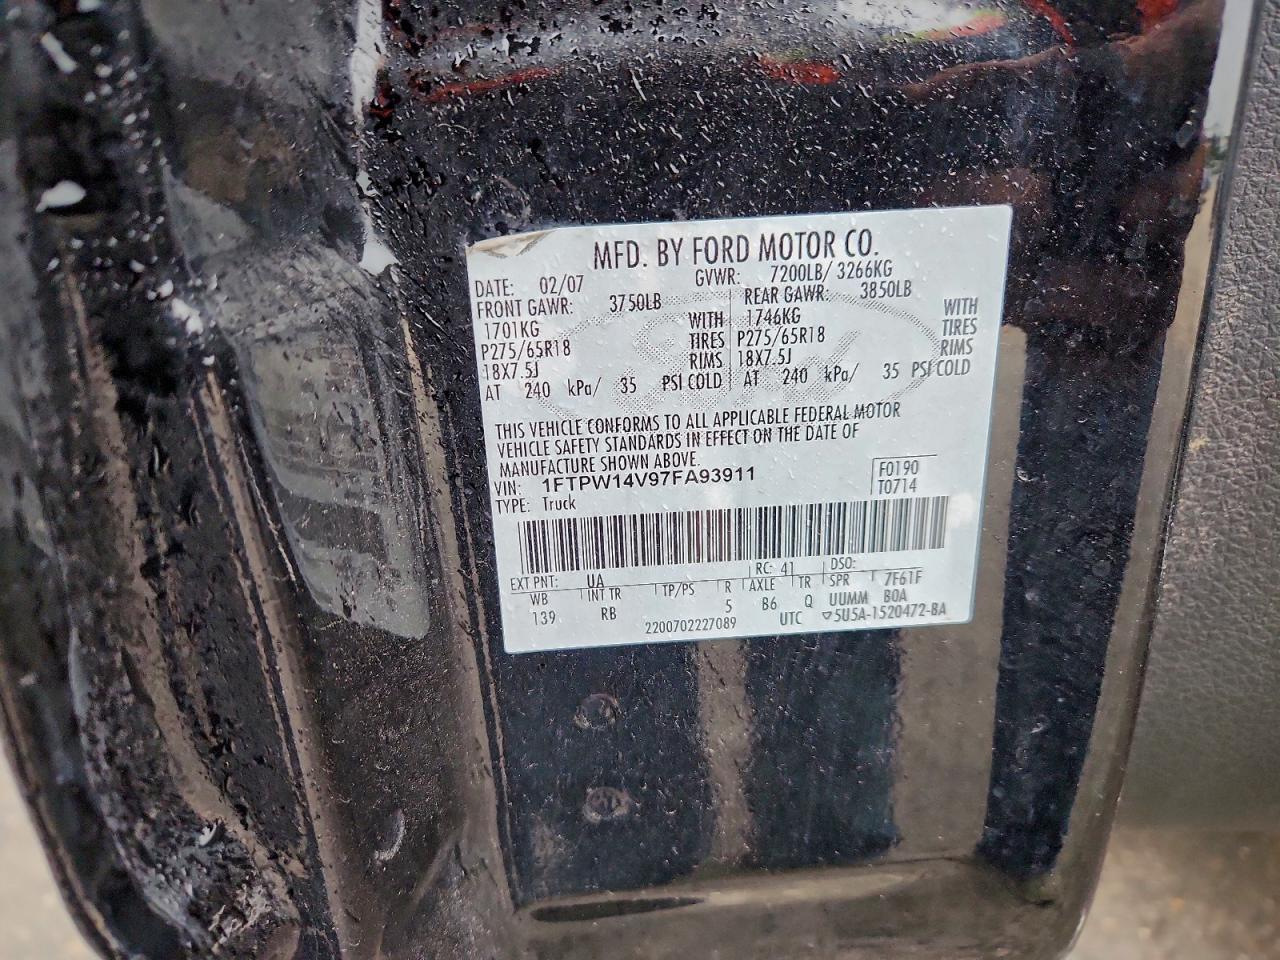 MFD. BY FORD MOTOR CO.
DATE: 02/07 GVWR: 7200LB/ 3266KG
FRONT GAWR: 3750LB REAR GAWR: 3850LB
1701KG WITH 1746KG WITH
P275/65R18 TIRES P275/65R18 TIRES
18X7.5J RIMS 18X7.5J RIMS
AT 240 kPa/ 35 PSI COLD AT 240 kPa/ 35 PSI COLD
THIS VEHICLE CONFORMS TO ALL APPLICABLE FEDERAL MOTOR
VEHICLE SAFETY STANDARDS IN EFFECT ON THE DATE OF
MANUFACTURE SHOWN ABOVE.
VIN: 1FTPW14V97FA93911 F0190
TYPE: Truck T0714
EXT PNT: UA RC: 41 DSO:
WB INT TR TP/PS R AXLE TR SPR 7F61F
139 RB 5 B6 Q UUMM BOA
2200702227089 UTC ▽5U5A-1520472-BA